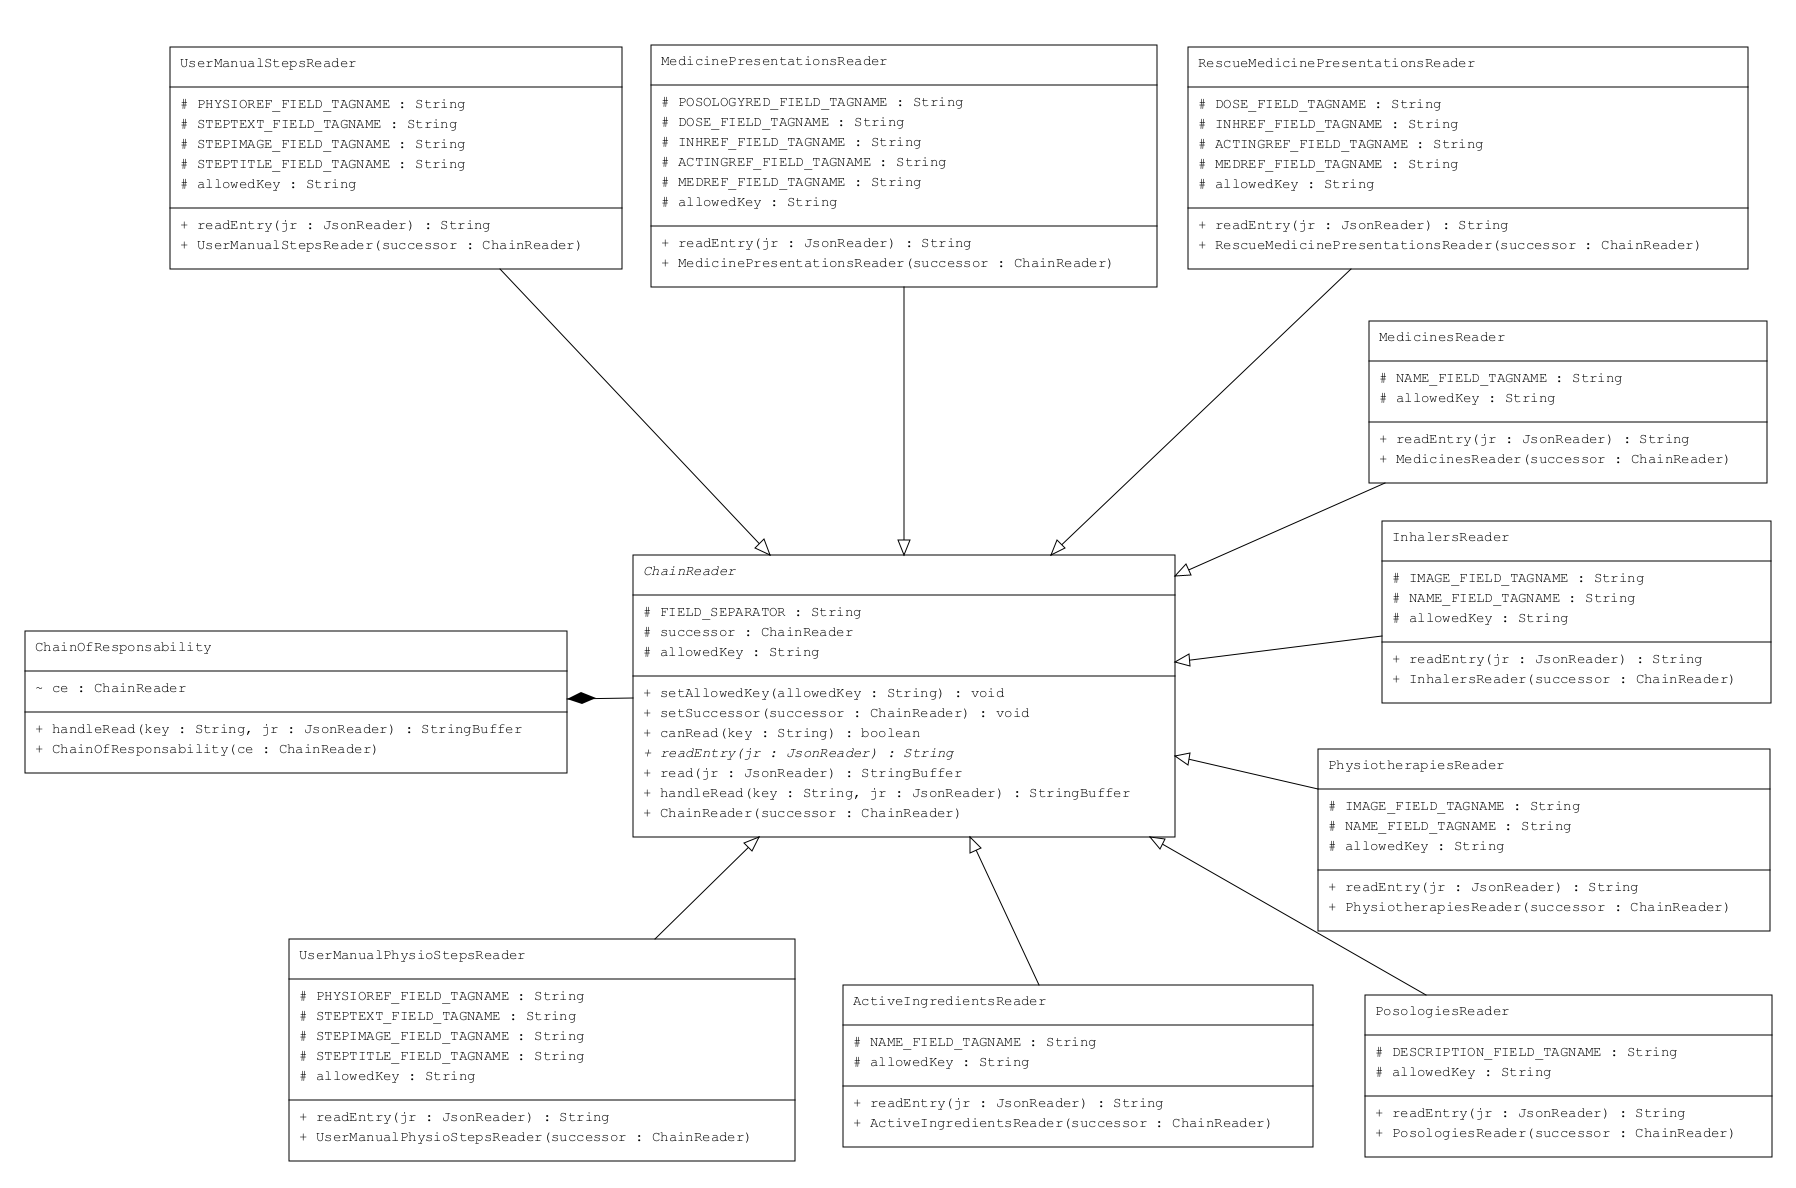 UserManualStepsReader
# PHYSIOREF_FIELD_TAGNAME : String
# STEPTEXT_FIELD_TAGNAME : String
# STEPIMAGE_FIELD_TAGNAME : String
# STEPTITLE_FIELD_TAGNAME : String
# allowedKey : String
+ readEntry(jr : JsonReader) : String
+ UserManualStepsReader(successor : ChainReader)
MedicinePresentationsReader
# POSOLOGYRED_FIELD_TAGNAME : String
# DOSE_FIELD_TAGNAME : String
# INHREF_FIELD_TAGNAME : String
# ACTINGREF_FIELD_TAGNAME : String
# MEDREF_FIELD_TAGNAME : String
# allowedKey : String
+ readEntry(jr : JsonReader) : String
+ MedicinePresentationsReader(successor : ChainReader)
RescueMedicinePresentationsReader
# DOSE_FIELD_TAGNAME : String
# INHREF_FIELD_TAGNAME : String
# ACTINGREF_FIELD_TAGNAME : String
# MEDREF_FIELD_TAGNAME : String
# allowedKey : String
+ readEntry(jr : JsonReader) : String
+ RescueMedicinePresentationsReader(successor : ChainReader)
MedicinesReader
# NAME_FIELD_TAGNAME : String
# allowedKey : String
+ readEntry(jr : JsonReader) : String
+ MedicinesReader(successor : ChainReader)
InhalersReader
# IMAGE_FIELD_TAGNAME : String
# NAME_FIELD_TAGNAME : String
# allowedKey : String
+ readEntry(jr : JsonReader) : String
+ InhalersReader(successor : ChainReader)
ChainReader
# FIELD_SEPARATOR : String
# successor : ChainReader
# allowedKey : String
+ setAllowedKey(allowedKey : String) : void
+ setSuccessor(successor : ChainReader) : void
+ canRead(key : String) : boolean
+ readEntry(jr : JsonReader) : String
+ read(jr : JsonReader) : StringBuffer
+ handleRead(key : String, jr : JsonReader) : StringBuffer
+ ChainReader(successor : ChainReader)
ChainOfResponsability
~ ce : ChainReader
+ handleRead(key : String, jr : JsonReader) : StringBuffer
+ ChainOfResponsability(ce : ChainReader)
PhysiotherapiesReader
# IMAGE_FIELD_TAGNAME : String
# NAME_FIELD_TAGNAME : String
# allowedKey : String
+ readEntry(jr : JsonReader) : String
+ PhysiotherapiesReader(successor : ChainReader)
UserManualPhysioStepsReader
# PHYSIOREF_FIELD_TAGNAME : String
# STEPTEXT_FIELD_TAGNAME : String
# STEPIMAGE_FIELD_TAGNAME : String
# STEPTITLE_FIELD_TAGNAME : String
# allowedKey : String
+ readEntry(jr : JsonReader) : String
+ UserManualPhysioStepsReader(successor : ChainReader)
ActiveIngredientsReader
# NAME_FIELD_TAGNAME : String
# allowedKey : String
+ readEntry(jr : JsonReader) : String
+ ActiveIngredientsReader(successor : ChainReader)
PosologiesReader
# DESCRIPTION_FIELD_TAGNAME : String
# allowedKey : String
+ readEntry(jr : JsonReader) : String
+ PosologiesReader(successor : ChainReader)